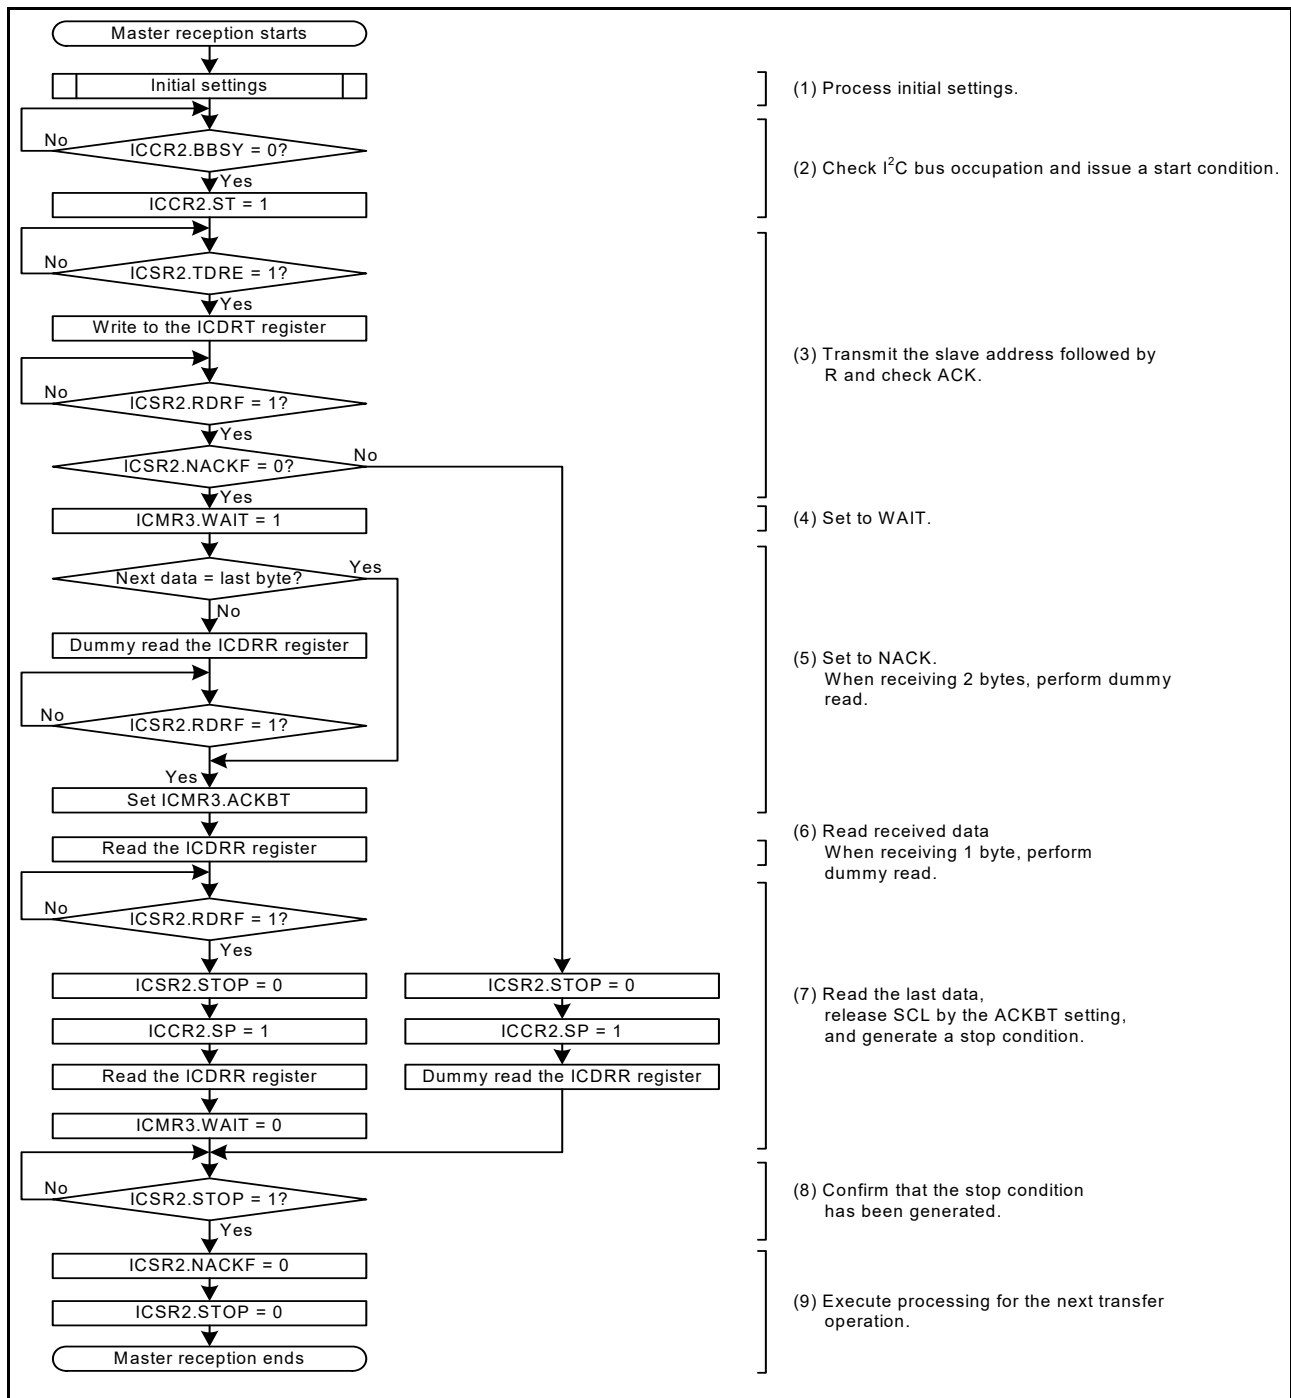 Master reception starts
Initial settings
(1) Process initial settings.
No
ICCR2.BBSY = 0?
Yes
(2) Check I²C bus occupation and issue a start condition.
ICCR2.ST = 1
No
ICSR2.TDRE = 1?
Yes
Write to the ICDRT register
(3) Transmit the slave address followed by
R and check ACK.
No
ICSR2.RDRF = 1?
Yes
ICSR2.NACKF = 0?
No
Yes
ICMR3.WAIT = 1
(4) Set to WAIT.
Next data = last byte?
Yes
No
Dummy read the ICDRR register
(5) Set to NACK.
When receiving 2 bytes, perform dummy
read.
No
ICSR2.RDRF = 1?
Yes
Set ICMR3.ACKBT
Read the ICDRR register
(6) Read received data
When receiving 1 byte, perform
dummy read.
No
ICSR2.RDRF = 1?
Yes
ICSR2.STOP = 0
ICCR2.SP = 1
Read the ICDRR register
ICMR3.WAIT = 0
ICSR2.STOP = 0
ICCR2.SP = 1
Dummy read the ICDRR register
(7) Read the last data,
release SCL by the ACKBT setting,
and generate a stop condition.
No
ICSR2.STOP = 1?
Yes
(8) Confirm that the stop condition
has been generated.
ICSR2.NACKF = 0
ICSR2.STOP = 0
(9) Execute processing for the next transfer
operation.
Master reception ends